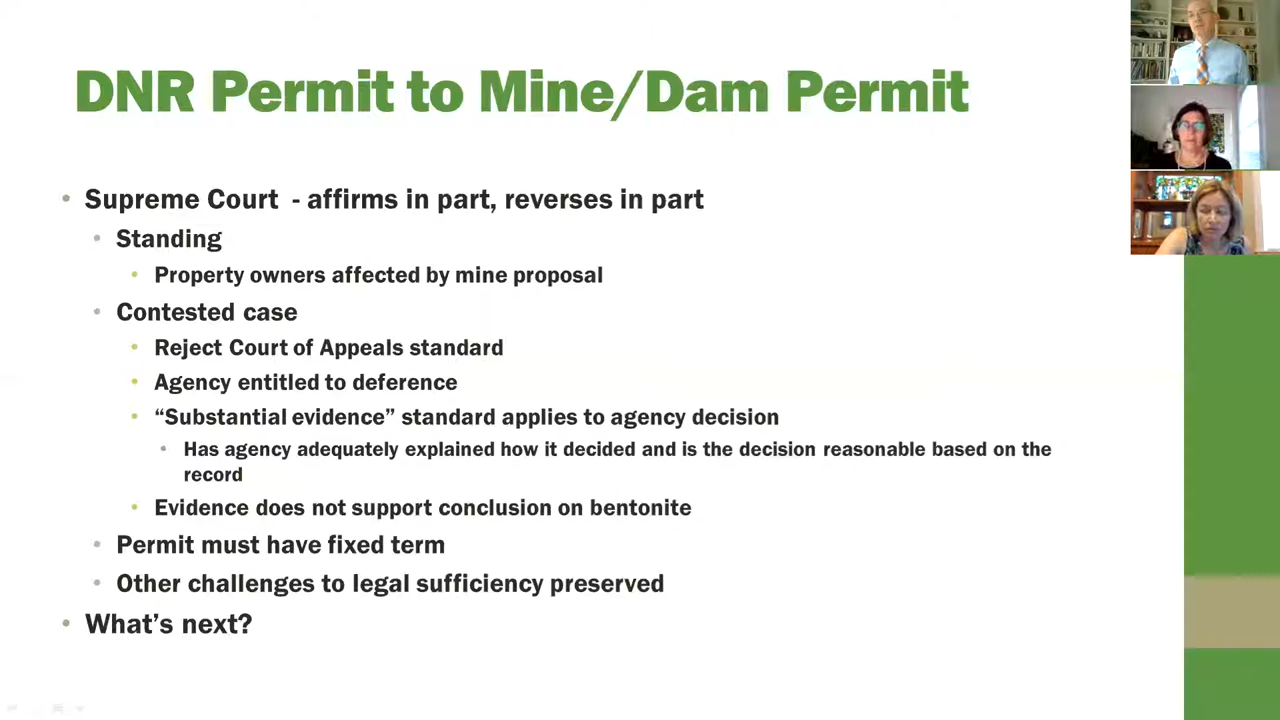 DNR Permit to Mine/Dam Permit
Supreme Court - affirms in part, reverses in part
Standing
Property owners affected by mine proposal
Contested case
Reject Court of Appeals standard
Agency entitled to deference
“Substantial evidence” standard applies to agency decision
Has agency adequately explained how it decided and is the decision reasonable based on the
record
Evidence does not support conclusion on bentonite
Permit must have fixed term
Other challenges to legal sufficiency preserved
What’s next?